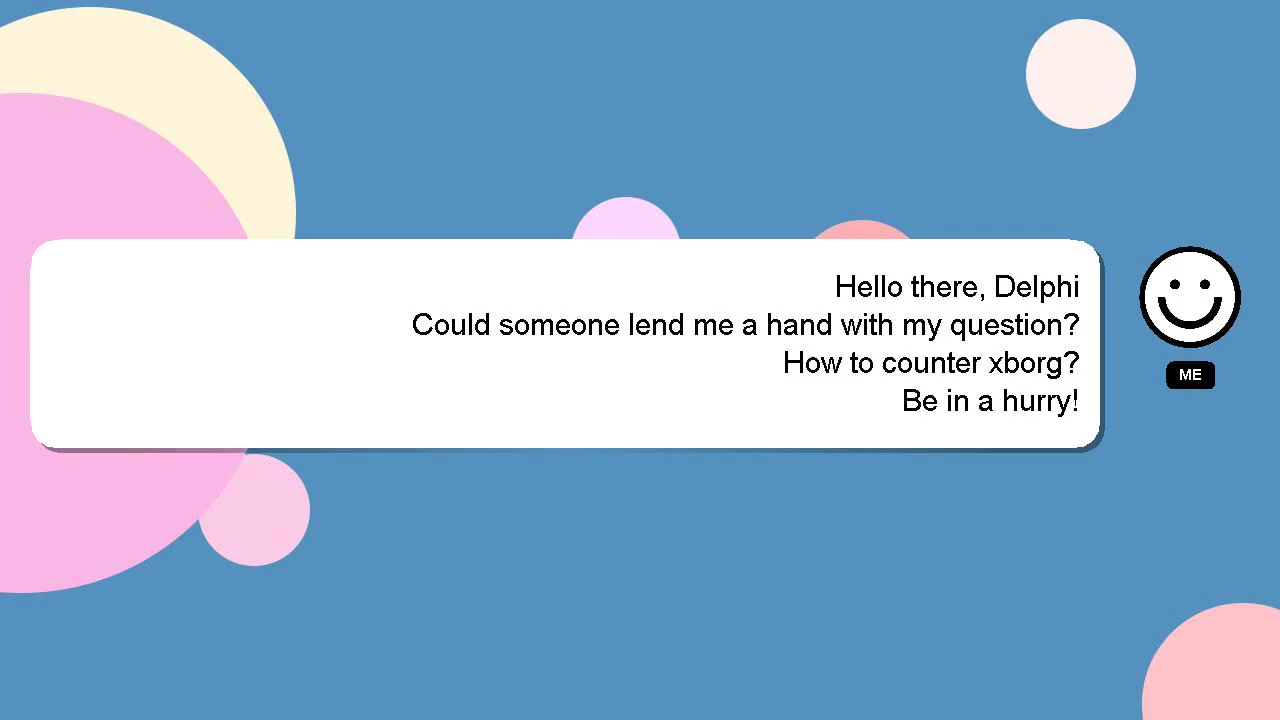 Hello there, Delphi
Could someone lend me a hand with my question?
How to counter xborg?
Be in a hurry!
ME